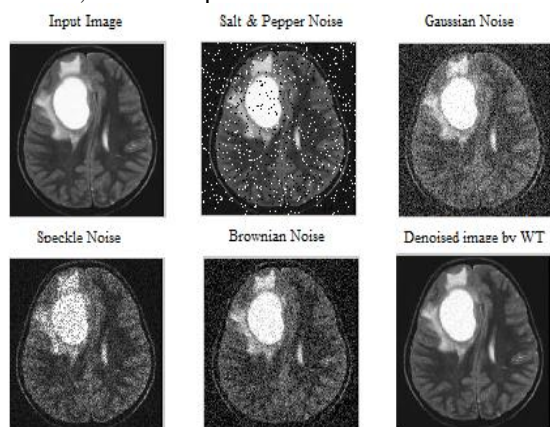 Input Image
Salt & Pepper Noise
Gaussian Noise
Speckle Noise
Brownian Noise
Denoised image by WT